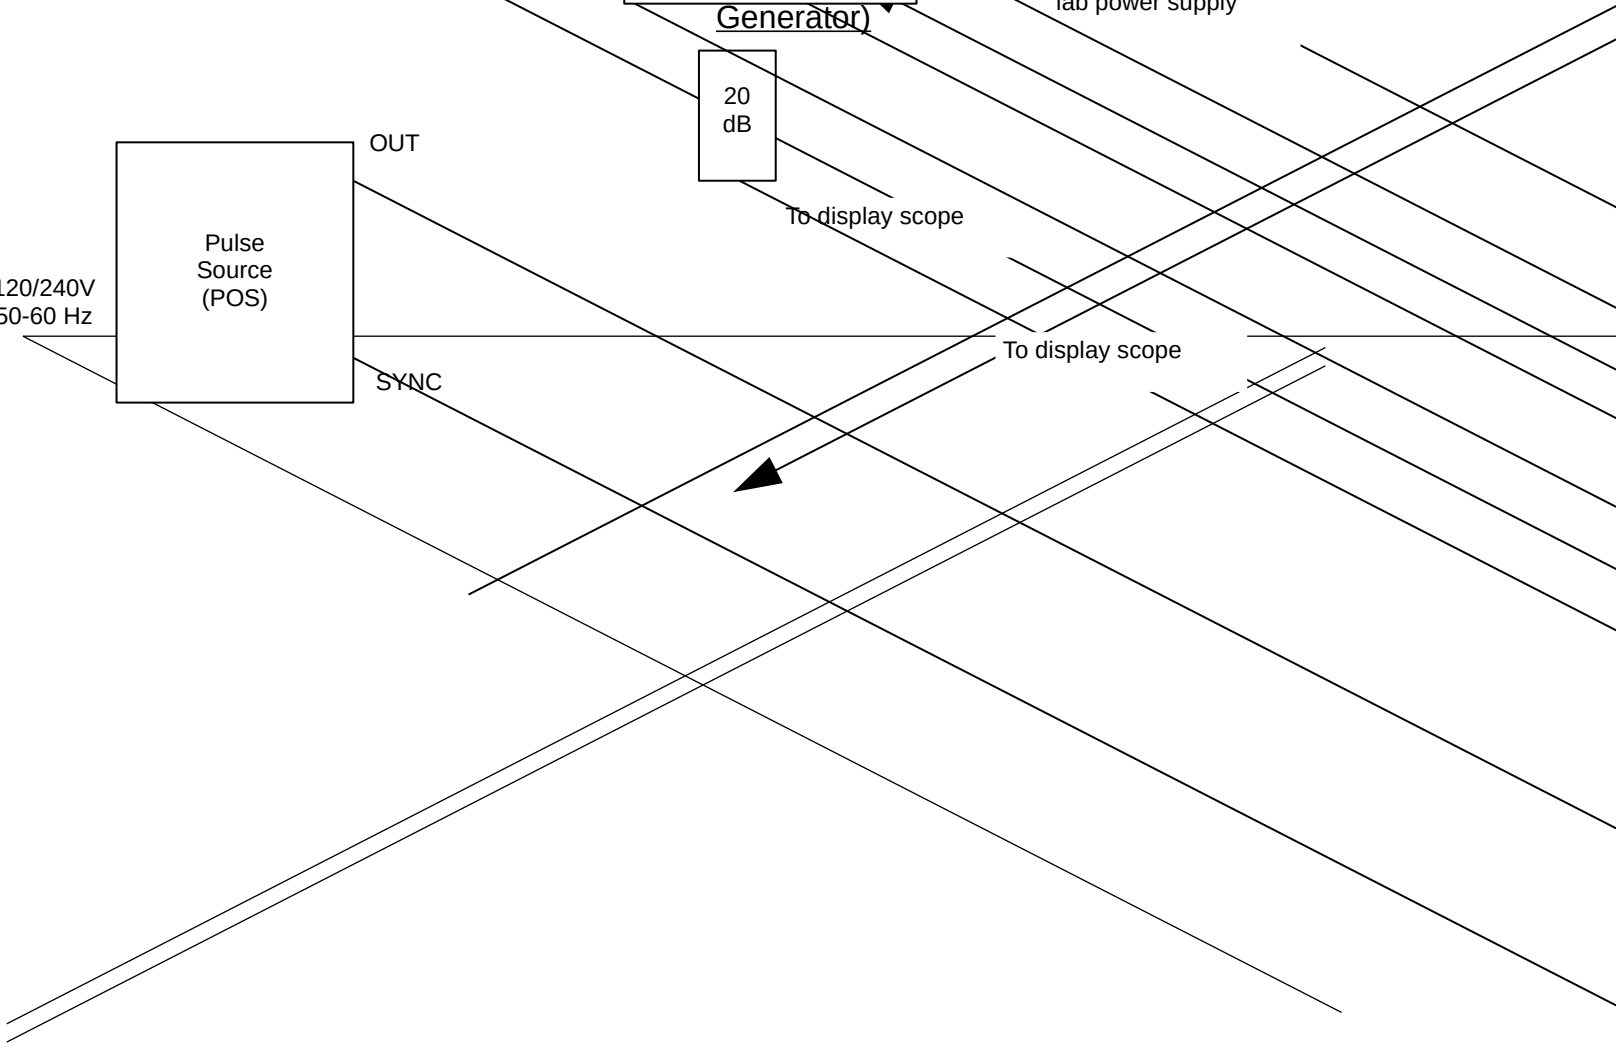 lab power supply
Generator)
20
dB
OUT
To display scope
Pulse
Source
(POS)
120/240V
50-60 Hz
To display scope
SYNC